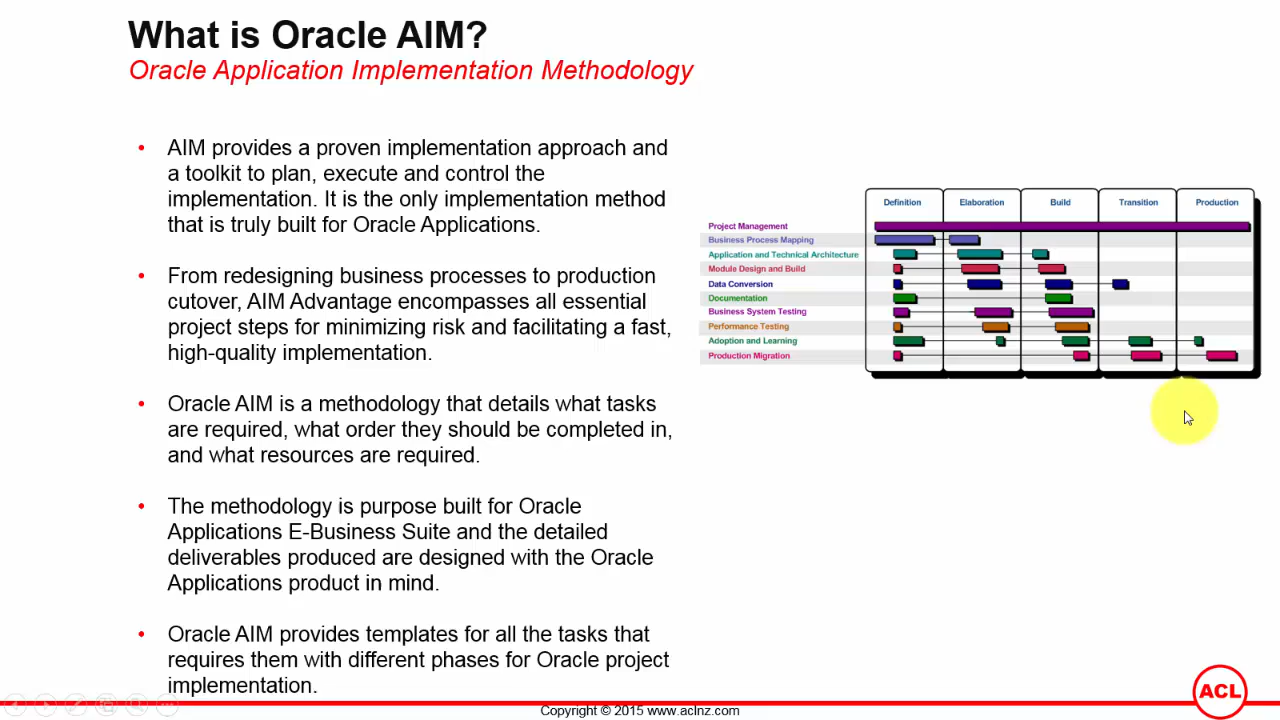 What is Oracle AIM?
Oracle Application Implementation Methodology
• AIM provides a proven implementation approach and
a toolkit to plan, execute and control the
implementation. It is the only implementation method
that is truly built for Oracle Applications.
• From redesigning business processes to production
cutover, AIM Advantage encompasses all essential
project steps for minimizing risk and facilitating a fast,
high-quality implementation.
• Oracle AIM is a methodology that details what tasks
are required, what order they should be completed in,
and what resources are required.
• The methodology is purpose built for Oracle
Applications E-Business Suite and the detailed
deliverables produced are designed with the Oracle
Applications product in mind.
• Oracle AIM provides templates for all the tasks that
requires them with different phases for Oracle project
implementation.
Definition Elaboration Build Transition Production
Project Management
Business Process Mapping
Application and Technical Architecture
Module Design and Build
Data Conversion
Documentation
Business System Testing
Performance Testing
Adoption and Learning
Production Migration
ACL
Copyright © 2015 www.aclnz.com